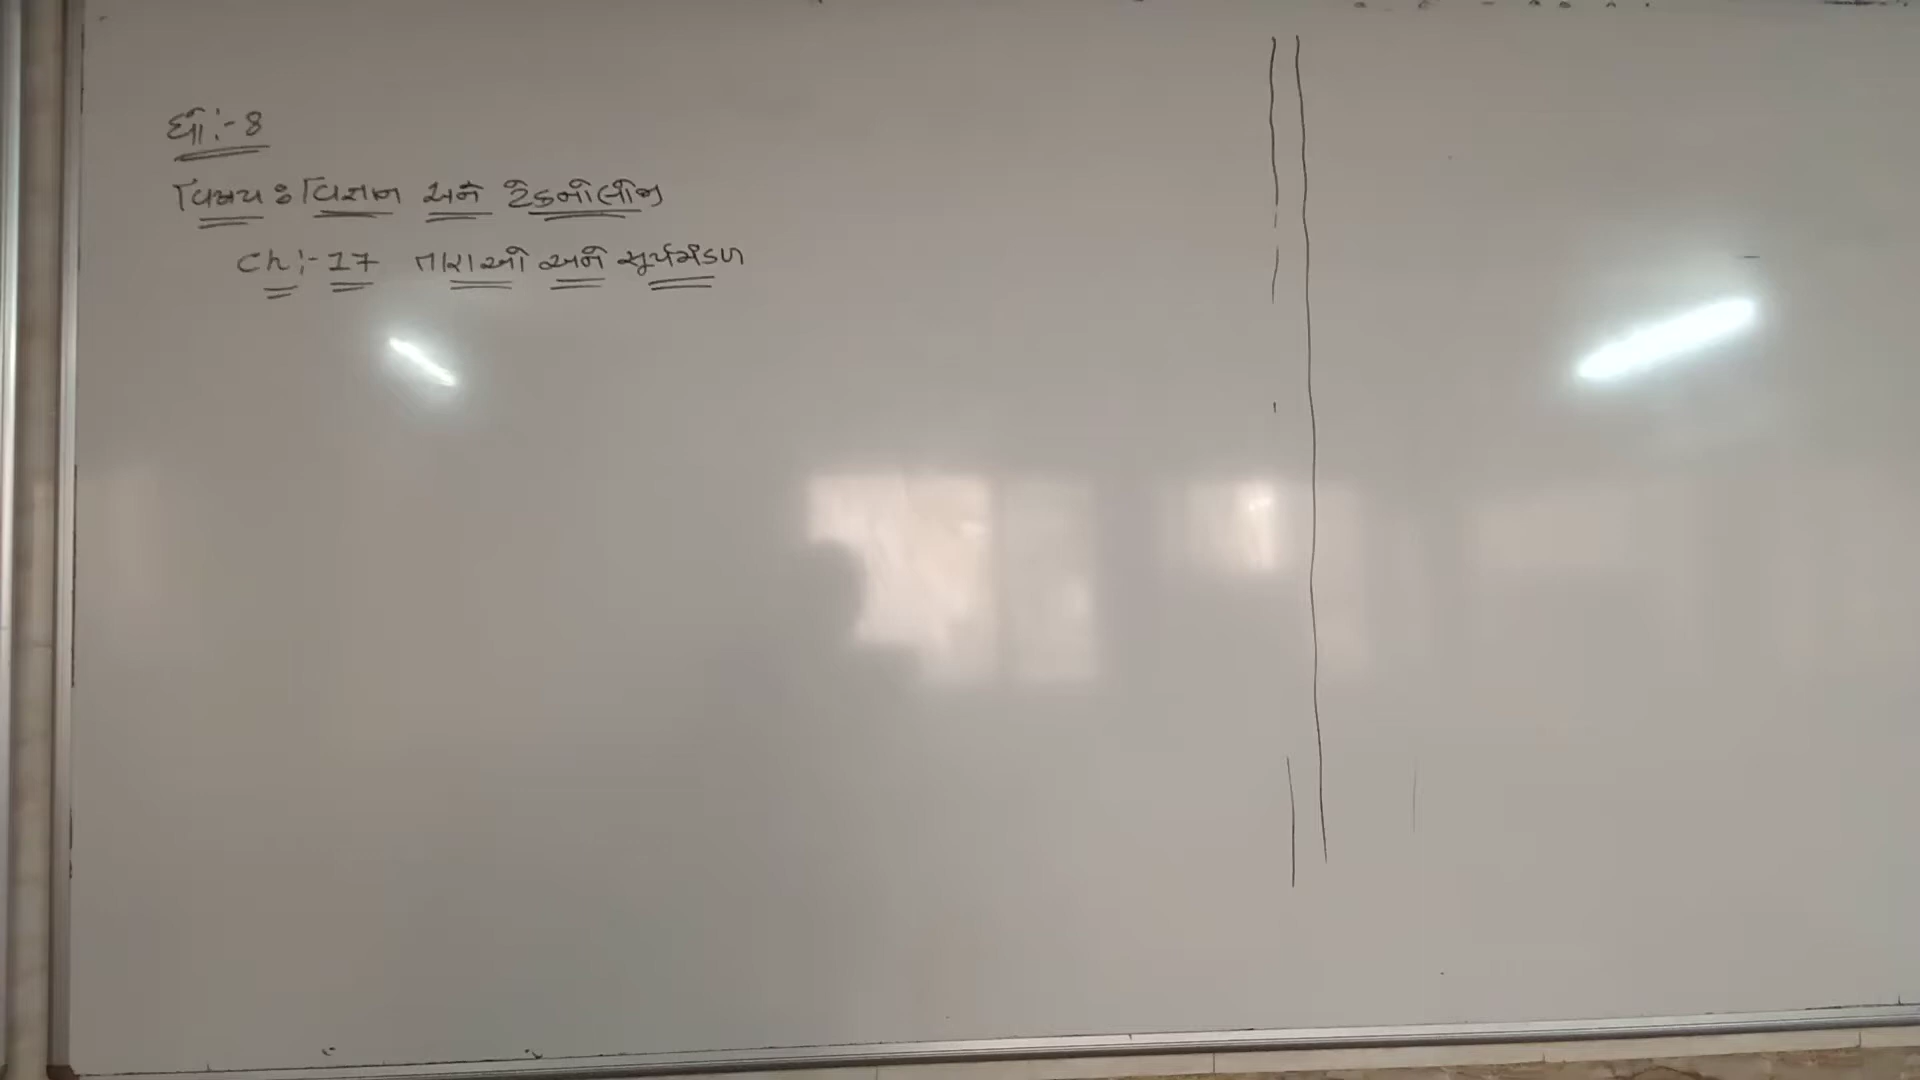 ધો:-8
વિષય : વિજ્ઞાન અને ટેકનોલોજી
Ch:-17 તારાઓ અને સૂર્યમંડળ